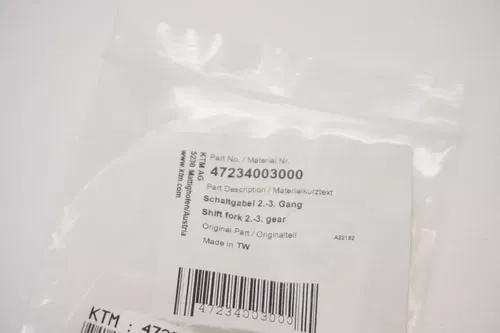 KTM AG
5230 Mattighofen/Austria
www.ktm.com
Part No. / Material Nr.
47234003000
Part Description / Materialkurztext
Schaltgabel 2.-3. Gang
Shift fork 2.-3. gear
Original Part / Originalteil
A22182
Made in TW
47234003000
KTM : 472